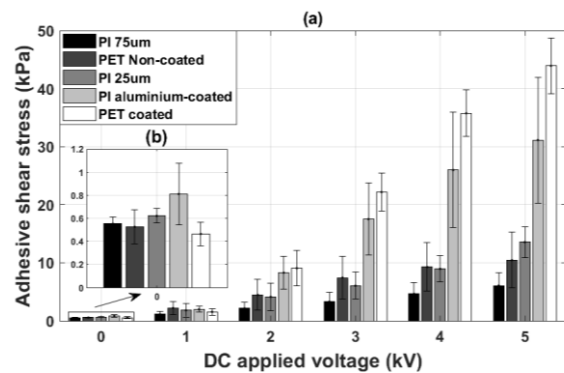 (a)
Adhesive shear stress (kPa)
50
40
30
20
10
0
PI 75um
PET Non-coated
PI 25um
PI aluminium-coated
PET coated
(b)
1.2
1
0.8
0.6
0.4
0.2
0
0
0 1 2 3 4 5
DC applied voltage (kV)